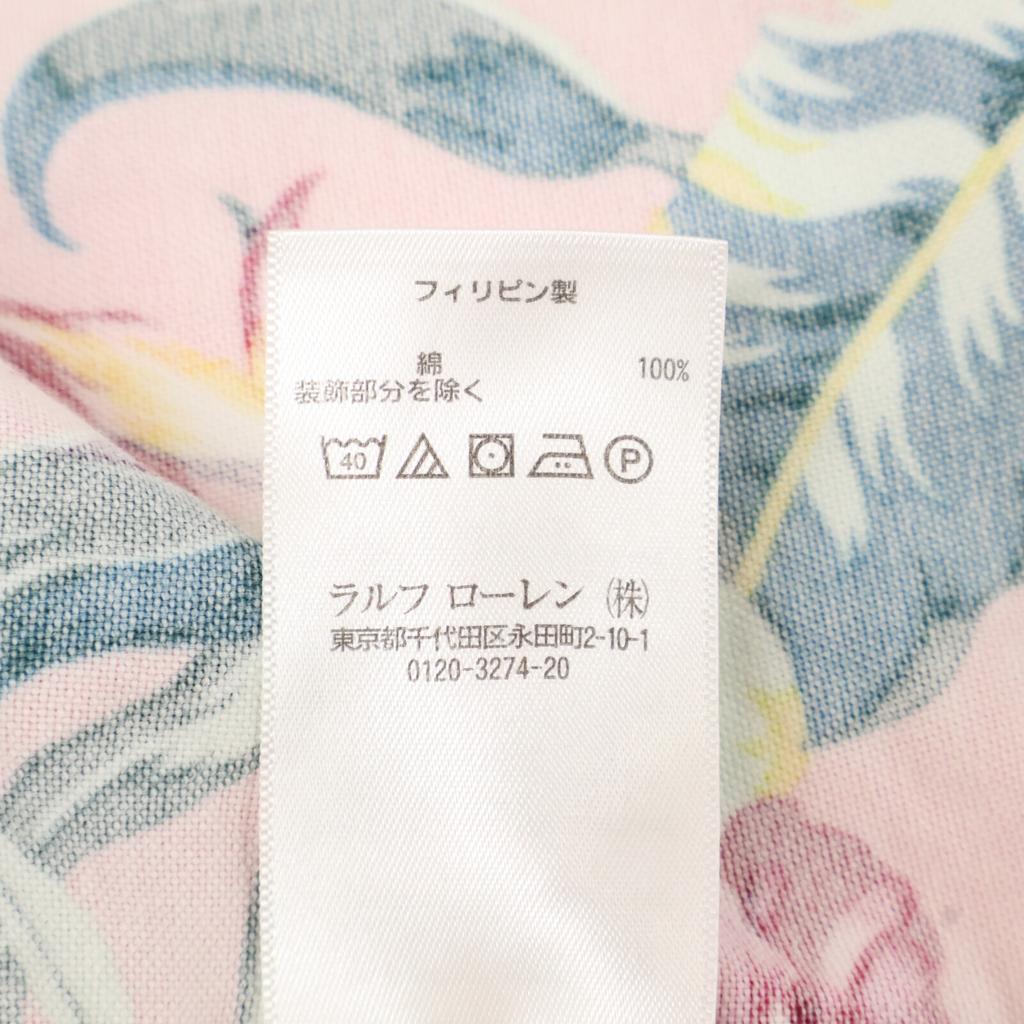 フィリピン製
綿 100%
装飾部分を除く
40 P
ラルフ ローレン ㈱
東京都千代田区永田町2-10-1
0120-3274-20